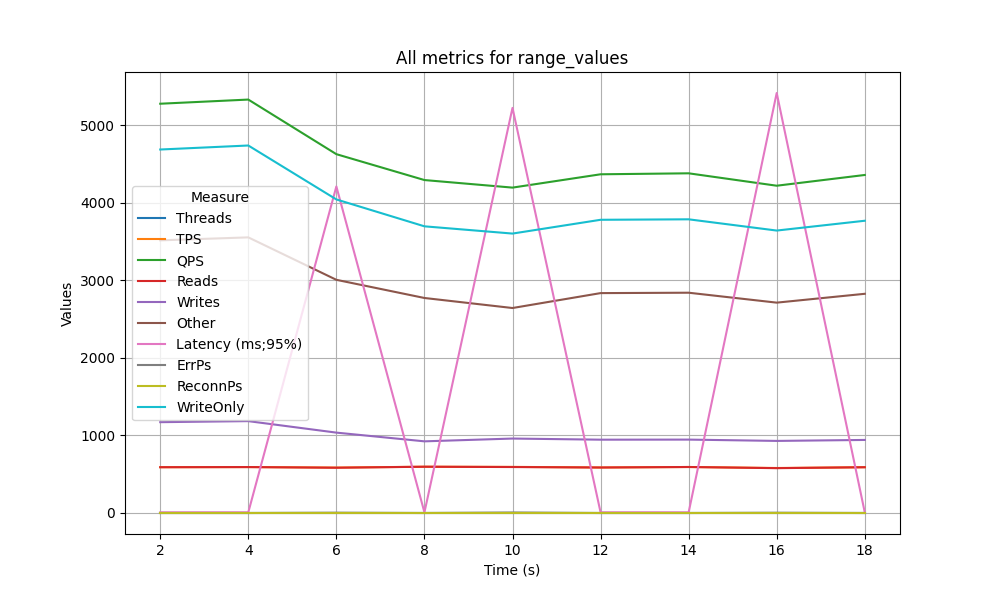 All metrics for range_values
Values
5000
4000
3000
2000
1000
0
Measure
Threads
TPS
QPS
Reads
Writes
Other
Latency (ms;95%)
ErrPs
ReconnPs
WriteOnly
2 4 6 8 10 12 14 16 18
Time (s)